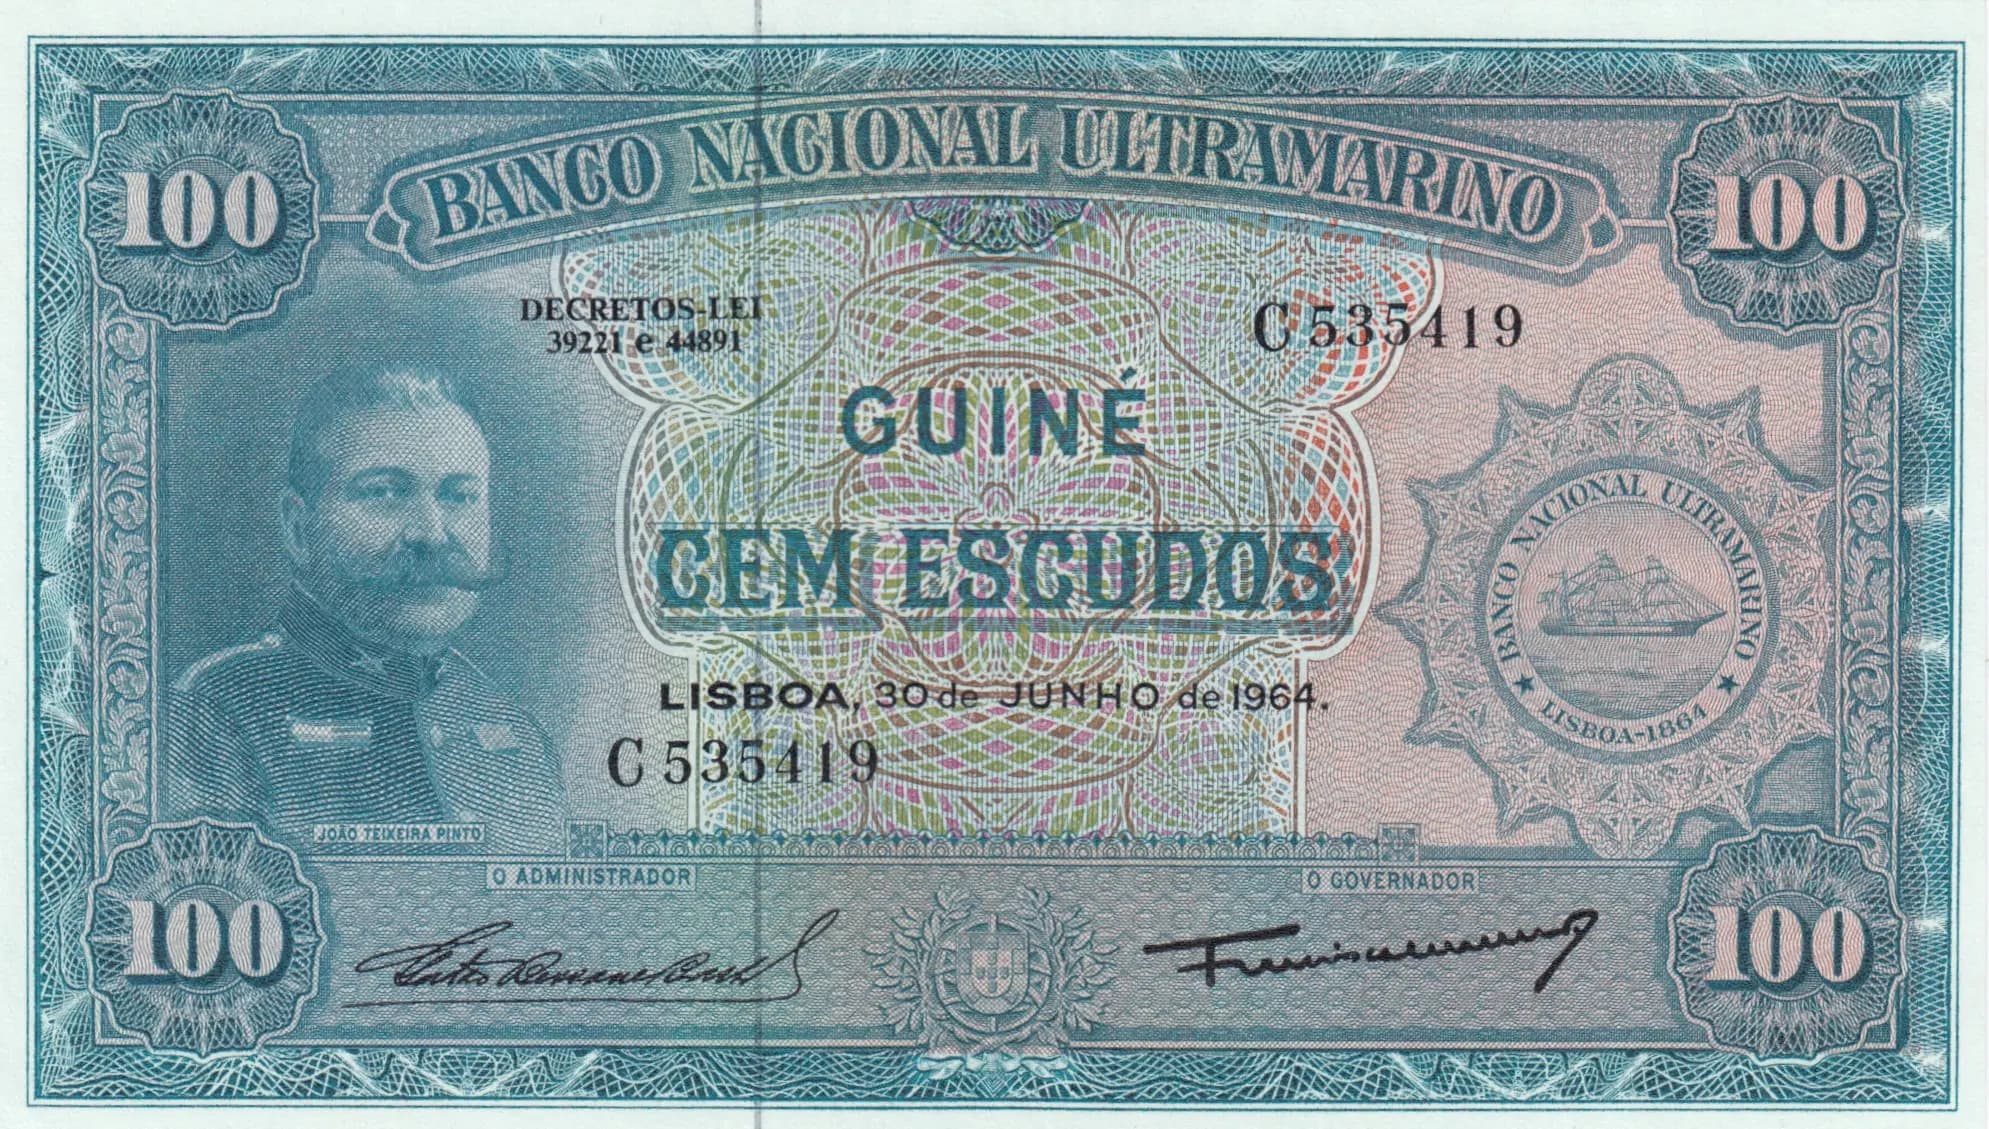 BANCO NACIONAL ULTRAMARINO
100
100
DECRETOS-LEI
39221 e 44891
C 535419
GUINÉ
CEM ESCUDOS
BANCO NACIONAL ULTRAMARINO
LISBOA-1864
LISBOA, 30 de JUNHO de 1964.
C 535419
JOÃO TEIXEIRA PINTO
O ADMINISTRADOR
O GOVERNADOR
100
100